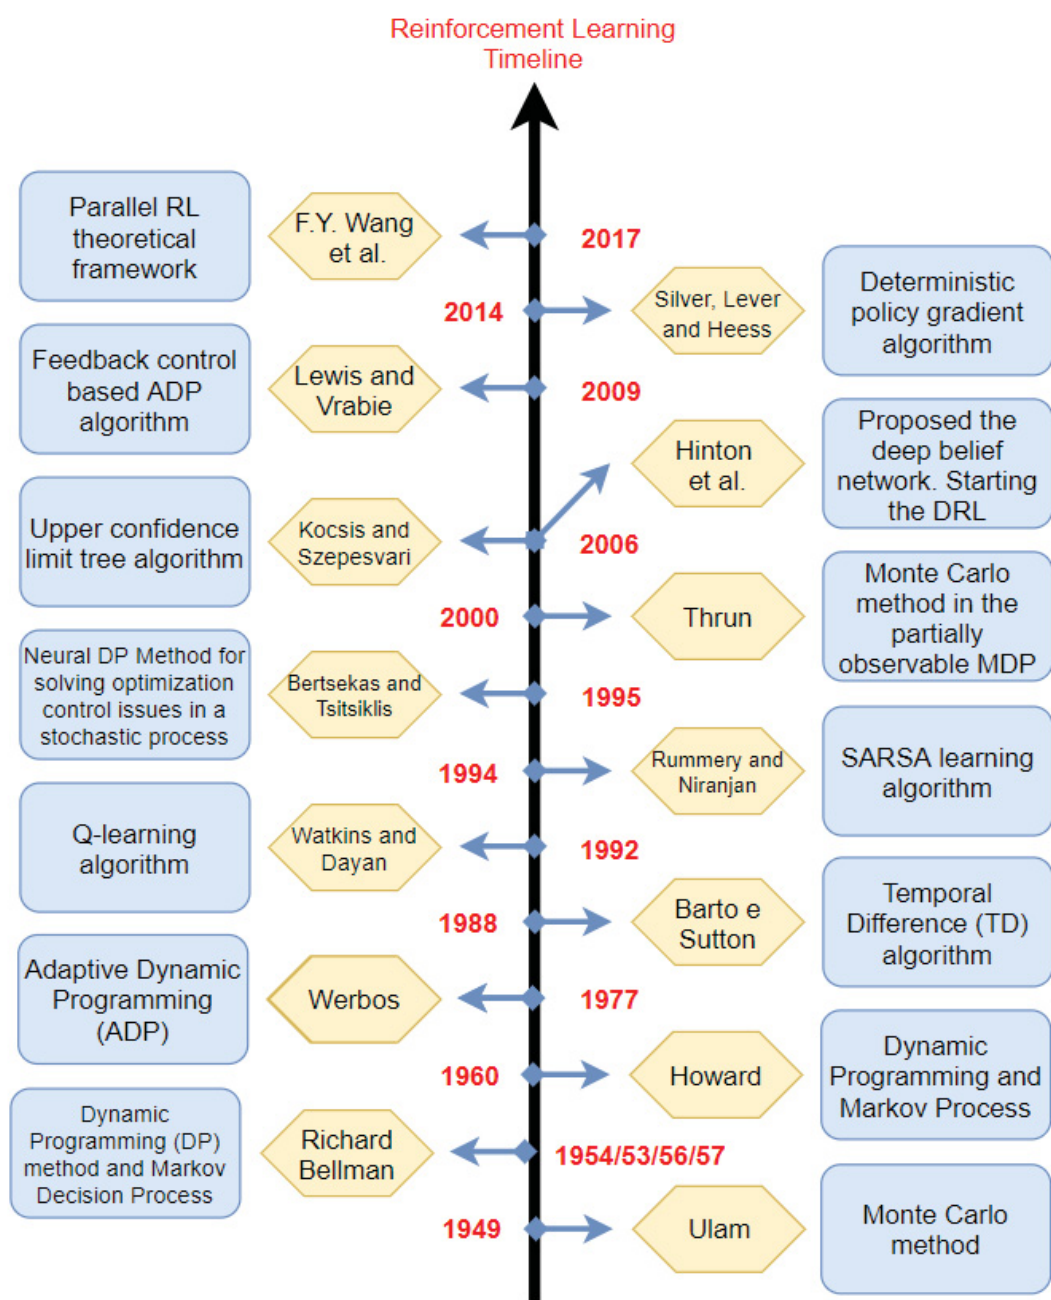 Reinforcement Learning
Timeline
Parallel RL
theoretical
framework
F.Y. Wang
et al.
2017
2014
Silver, Lever
and Heess
Deterministic
policy gradient
algorithm
Feedback control
based ADP
algorithm
Lewis and
Vrabie
2009
Hinton
et al.
Proposed the
deep belief
network. Starting
the DRL
Upper confidence
limit tree algorithm
Kocsis and
Szepesvari
2006
2000
Thrun
Monte Carlo
method in the
partially
observable MDP
Neural DP Method for
solving optimization
control issues in a
stochastic process
Bertsekas and
Tsitsiklis
1995
1994
Rummery and
Niranjan
SARSA learning
algorithm
Q-learning
algorithm
Watkins and
Dayan
1992
1988
Barto e
Sutton
Temporal
Difference (TD)
algorithm
Adaptive Dynamic
Programming
(ADP)
Werbos
1977
1960
Howard
Dynamic
Programming and
Markov Process
Dynamic
Programming (DP)
method and Markov
Decision Process
Richard
Bellman
1954/53/56/57
1949
Ulam
Monte Carlo
method